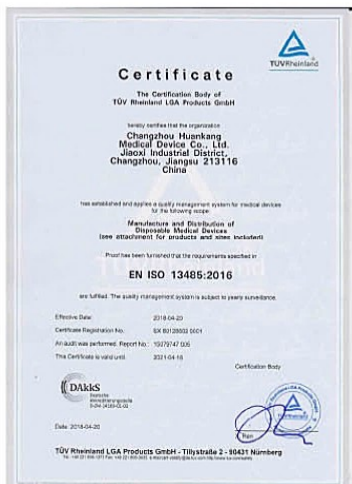 TÜVRheinland
Certificate
The Certification Body of
TÜV Rheinland LGA Products GmbH
hereby certifies that the organization
Changzhou Huankang
Medical Device Co., Ltd.
Jiaoxi Industrial District,
Changzhou, Jiangsu 213116
China
has established and applies a quality management system for medical devices
for the following scope:
Manufacture and Distribution of
Disposable Medical Devices
(see attachment for products and sites included)
Proof has been furnished that the requirements specified in
EN ISO 13485:2016
are fulfilled. The quality management system is subject to yearly surveillance.
Effective Date: 2018-04-20
Certificate Registration No.:
An audit was performed. Report No.:
This Certificate is valid until:
Certification Body
DAkkS
Deutsche
Akkreditierungsstelle
Date: 2018-04-20
TÜV Rheinland LGA Products GmbH - Tillystraße 2 - 90431 Nürnberg